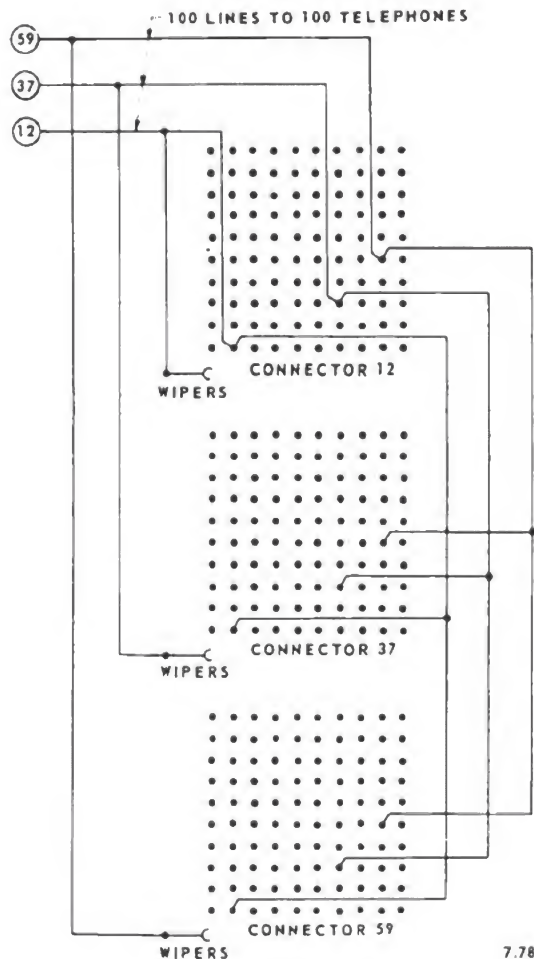 100 LINES TO 100 TELEPHONES
59
37
12
CONNECTOR 12
WIPERS
CONNECTOR 37
WIPERS
CONNECTOR 59
WIPERS
7.78